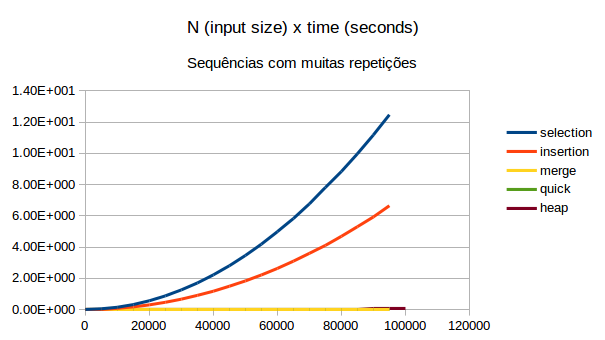 N (input size) x time (seconds)
Sequências com muitas repetições
1.40E+001
1.20E+001
1.00E+001
8.00E+000
6.00E+000
4.00E+000
2.00E+000
0.00E+000
0 20000 40000 60000 80000 100000 120000
selection
insertion
merge
quick
heap